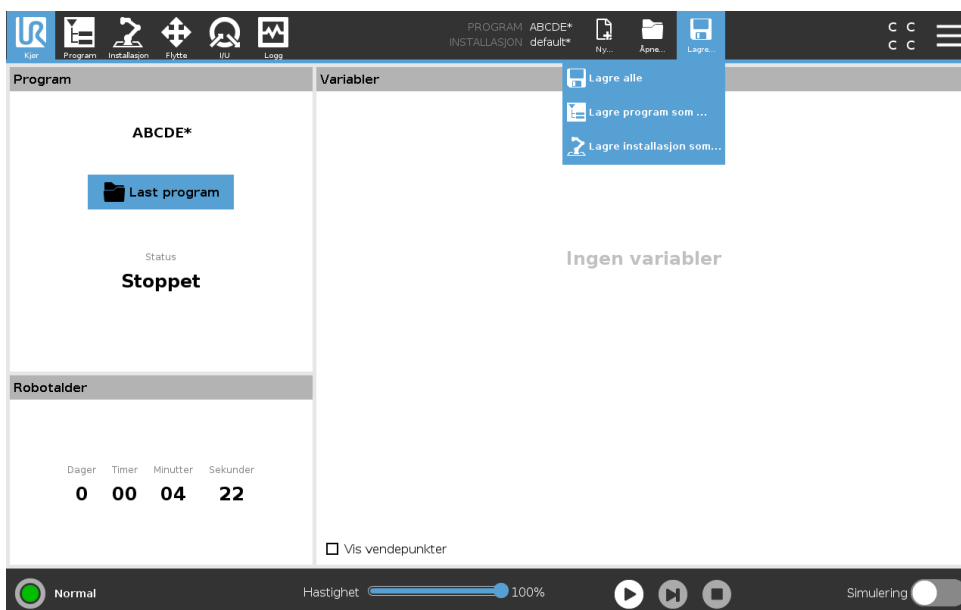 UR
PROGRAM ABCDE*
INSTALLASJON default*
Kjør Program Installasjon Flytte I/U Logg
Ny... Åpne... Lagre...
C C
C C
Program
Variabler
Lagre alle
Lagre program som ...
Lagre installasjon som...
ABCDE*
Last program
Status
Stoppet
Ingen variabler
Robotalder
Dager Timer Minutter Sekunder
0 00 04 22
Vis vendepunkter
Normal
Hastighet 100%
Simulering